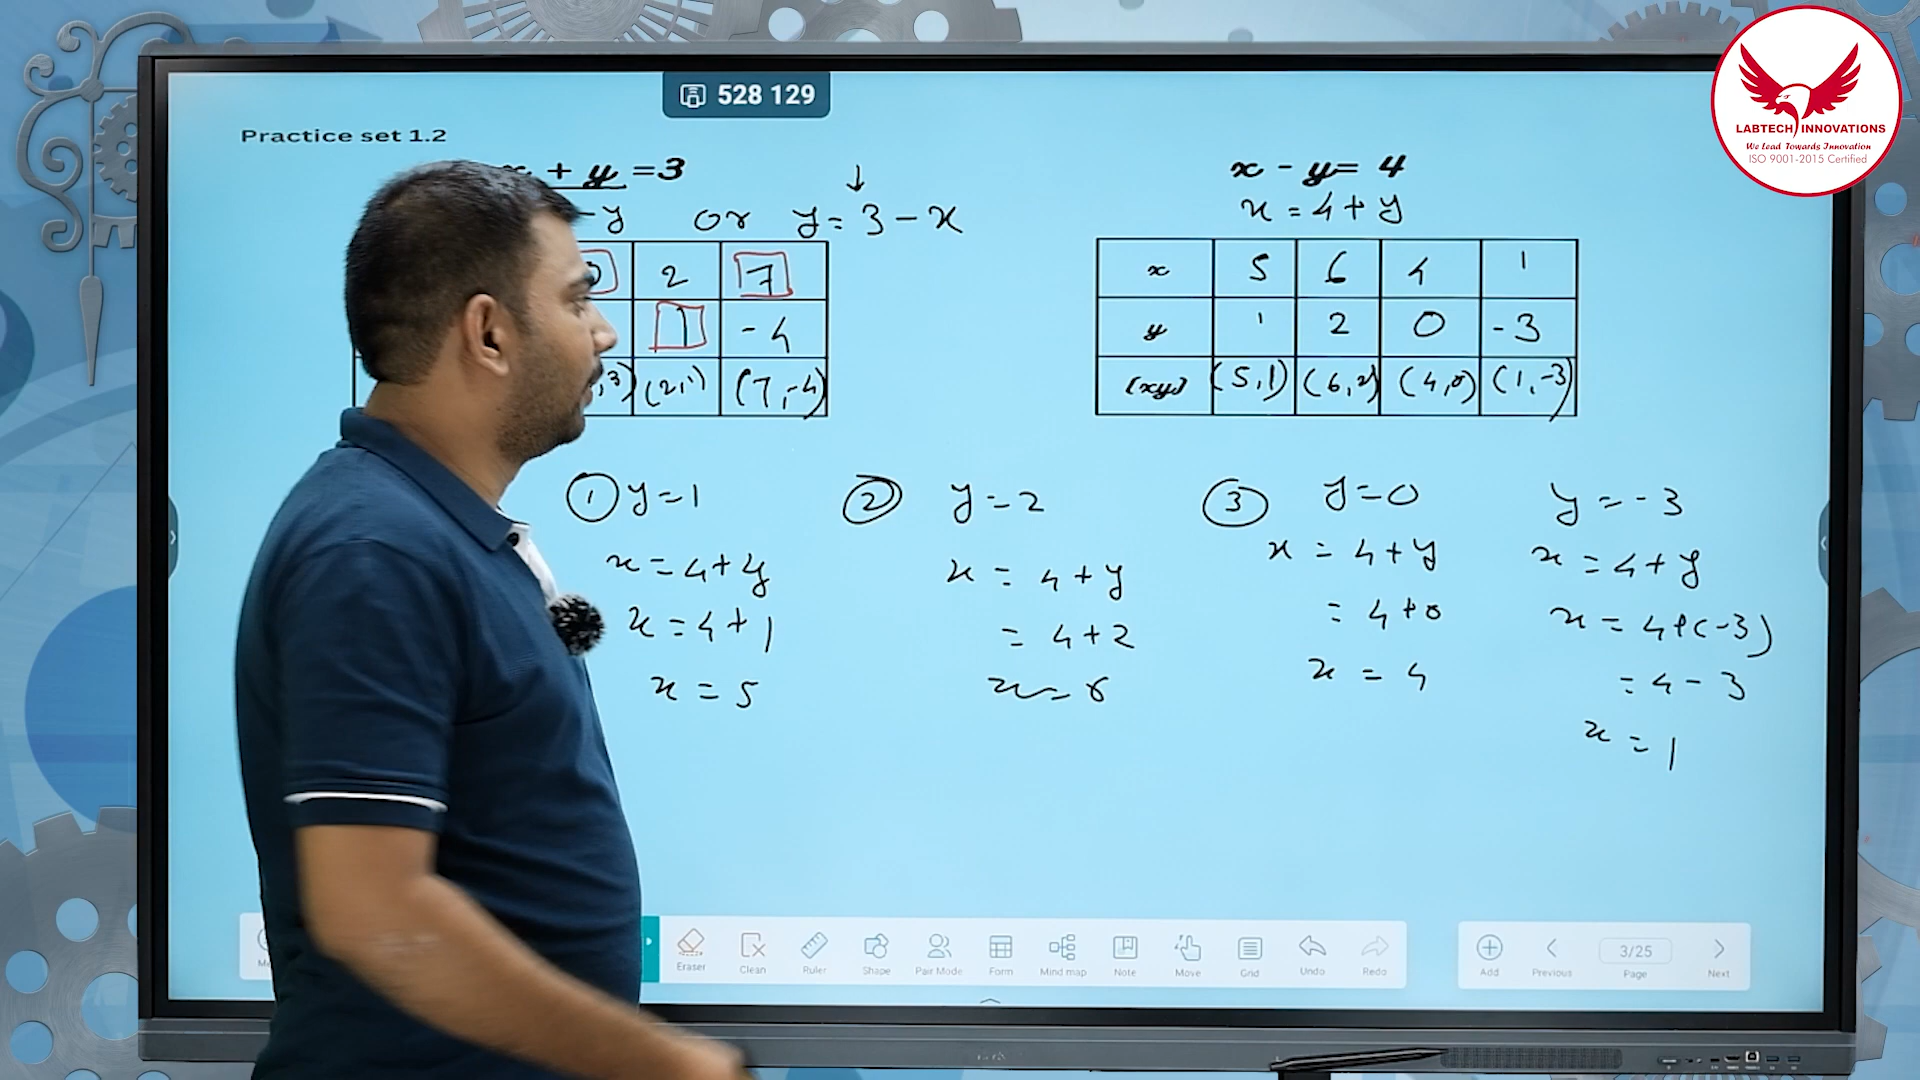 528 129
LABTECH INNOVATIONS
We Lead Towards Innovation
ISO 9001-2015 Certified
Practice set 1.2
+ y = 3
- y or y = 3 - x
2 7
1 -4
,3) (2,1) (7,-4)
x - y = 4
x = 4 + y
x 5 6 4 1
y 1 2 0 -3
(xy) (5,1) (6,2) (4,0) (1,-3)
① y = 1
x = 4 + y
x = 4 + 1
x = 5
② y = 2
x = 4 + y
= 4 + 2
x = 6
③ y = 0
x = 4 + y
= 4 + 0
x = 4
y = -3
x = 4 + y
x = 4 + (-3)
= 4 - 3
x = 1
Eraser Clean Ruler Shape Pair Mode Form Mind map Note Move Grid Undo Redo
Add Previous 3/25 Page Next